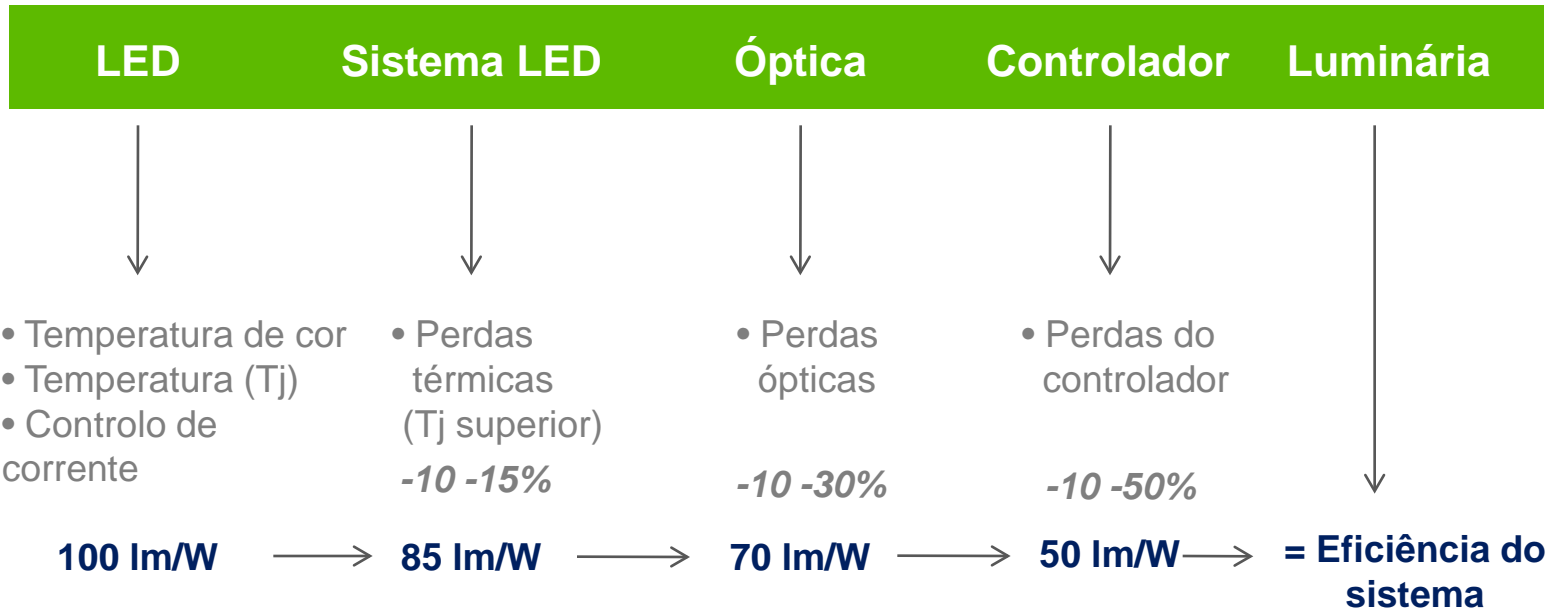 LED
Sistema LED
Óptica
Controlador
Luminária
• Temperatura de cor
• Temperatura (Tj)
• Controlo de
corrente
• Perdas
térmicas
(Tj superior)
-10 -15%
• Perdas
ópticas
-10 -30%
• Perdas do
controlador
-10 -50%
100 lm/W
85 lm/W
70 lm/W
50 lm/W
= Eficiência do
sistema